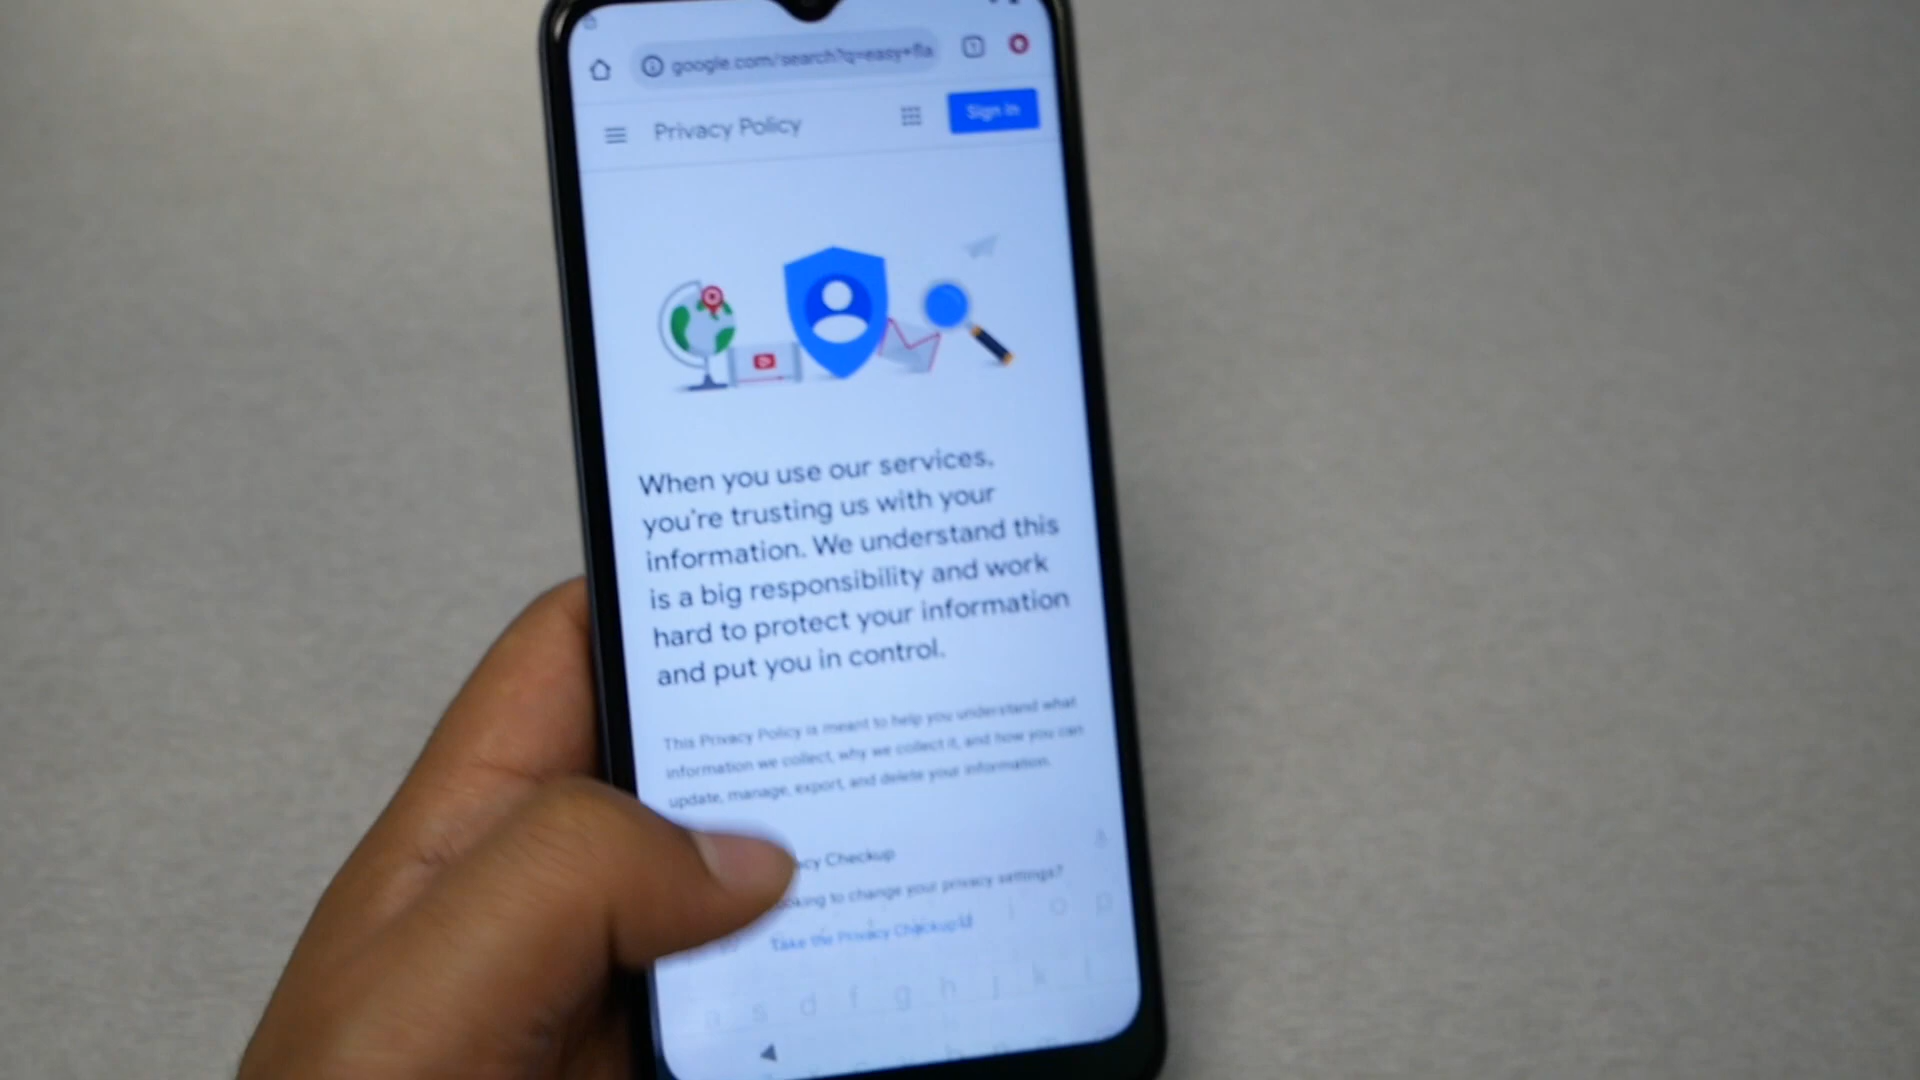 google.com/search?q=easy+fla
Privacy Policy
Sign in
When you use our services,
you're trusting us with your
information. We understand this
is a big responsibility and work
hard to protect your information
and put you in control.
This Privacy Policy is meant to help you understand what
information we collect, why we collect it, and how you can
update, manage, export, and delete your information.
acy Checkup
oking to change your privacy settings?
i o p
Take the Privacy Checkup
a s d f g h j k l